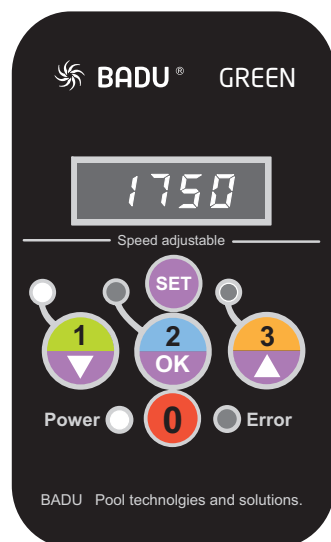 BADU® GREEN
1750
Speed adjustable
SET
1 2 3
OK
Power 0 Error
BADU Pool technolgies and solutions.